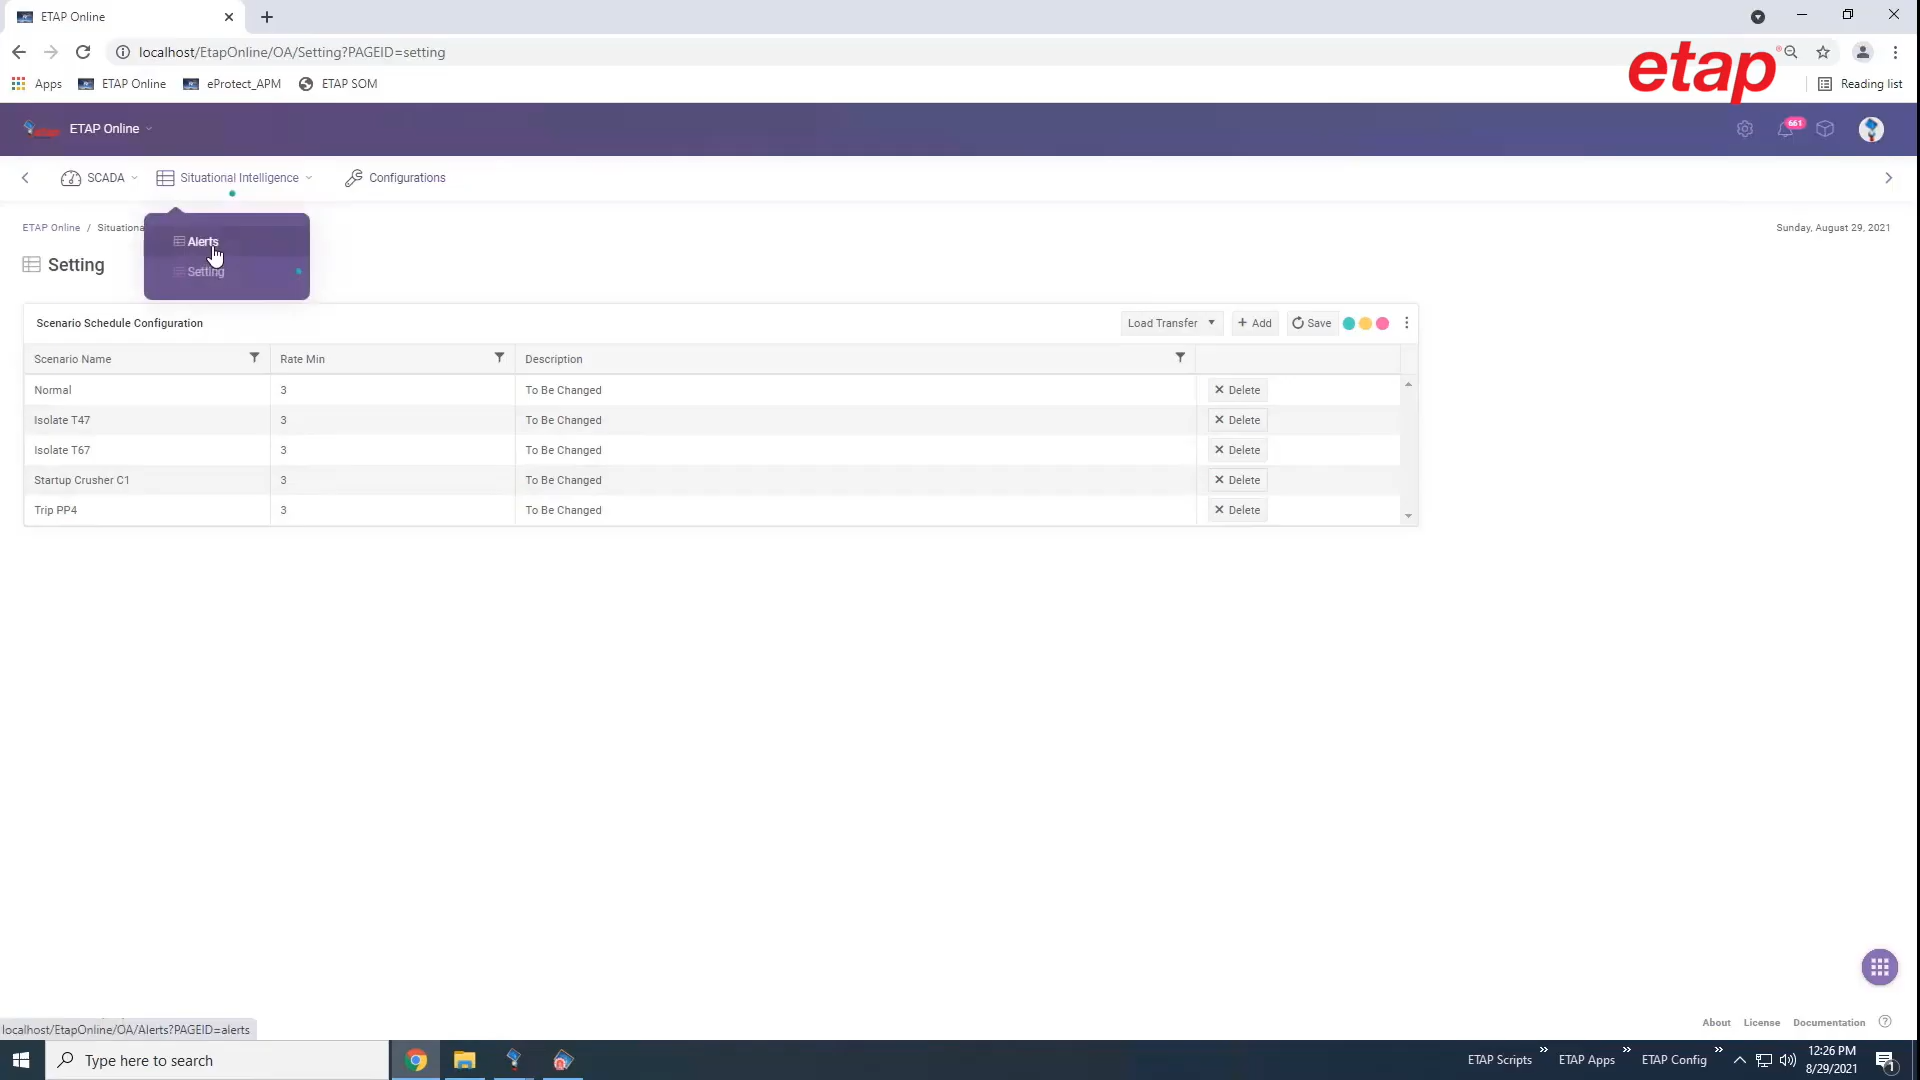 ETAP Online
localhost/EtapOnline/OA/Setting?PAGEID=setting
etap
Apps
ETAP Online
eProtect_APM
ETAP SOM
Reading list
ETAP Online
661
SCADA
Situational Intelligence
Configurations
ETAP Online / Situationa
Sunday, August 29, 2021
Alerts
Setting
Setting
Scenario Schedule Configuration
Load Transfer
+ Add
Save
Scenario Name
Rate Min
Description
Normal 3 To Be Changed Delete
Isolate T47 3 To Be Changed Delete
Isolate T67 3 To Be Changed Delete
Startup Crusher C1 3 To Be Changed Delete
Trip PP4 3 To Be Changed Delete
About License Documentation
localhost/EtapOnline/OA/Alerts?PAGEID=alerts
Type here to search
ETAP Scripts
ETAP Apps
ETAP Config
12:26 PM
8/29/2021
1